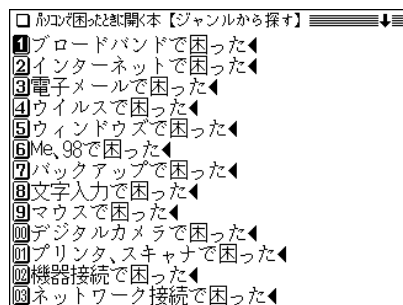 パソコンで困ったときに開く本【ジャンルから探す】
1ブロードバンドで困った
2インターネットで困った
3電子メールで困った
4ウイルスで困った
5ウィンドウズで困った
6Me、98で困った
7バックアップで困った
8文字入力で困った
9マウスで困った
00デジタルカメラで困った
01プリンタ、スキャナで困った
02機器接続で困った
03ネットワーク接続で困った